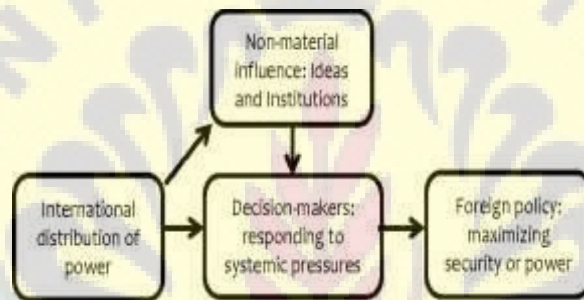 Non-material
influence: Ideas
and Institutions
International
distribution of
power
Decision-makers:
responding to
systemic pressures
Foreign policy:
maximizing
security or power